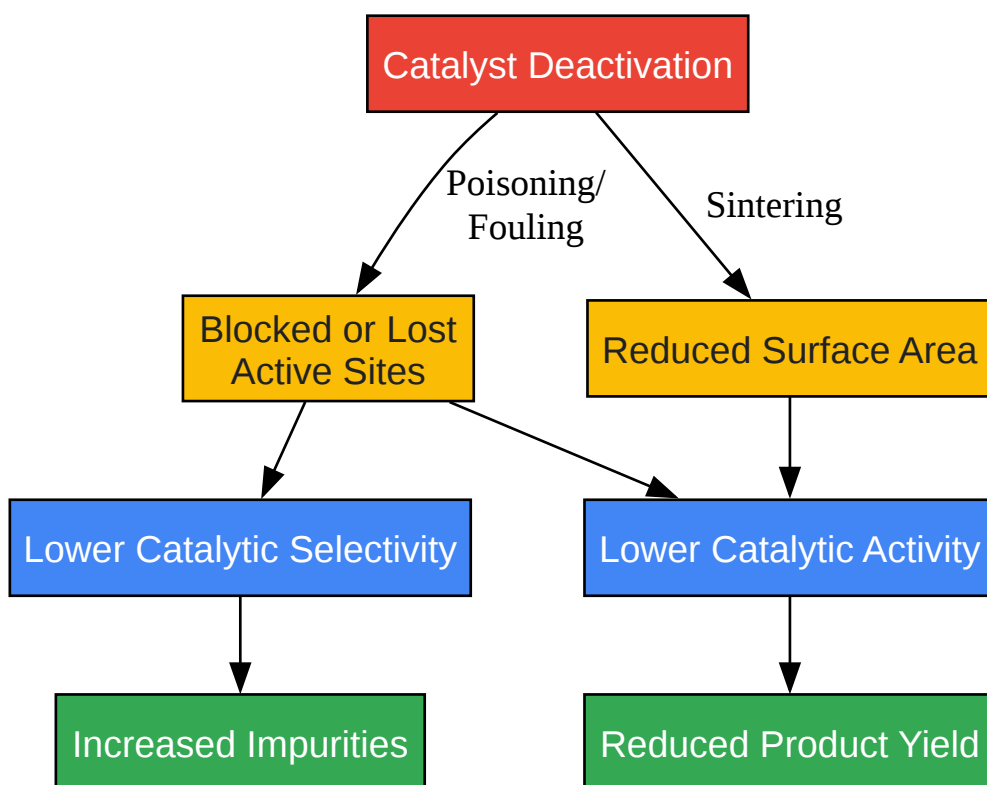 Catalyst Deactivation
Poisoning/
Fouling
Sintering
Blocked or Lost
Active Sites
Reduced Surface Area
Lower Catalytic Selectivity
Lower Catalytic Activity
Increased Impurities
Reduced Product Yield